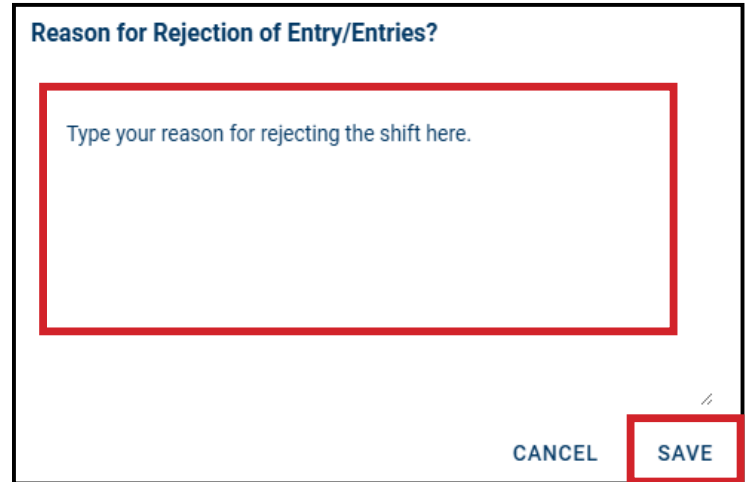 Reason for Rejection of Entry/Entries?
Type your reason for rejecting the shift here.
CANCEL SAVE